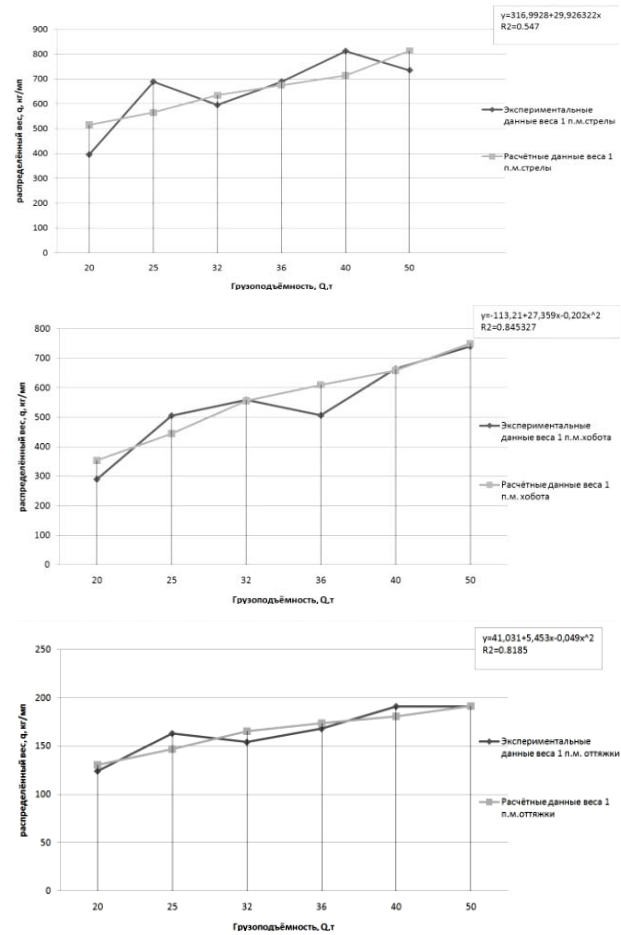 y=316,9928+29,926322x
R2=0.547
900
800
700
600
500
400
300
200
100
0
распределённый вес, q, кг/мп
20 25 32 36 40 50
Грузоподъёмность, Q,т
Экспериментальные
данные веса 1
п.м.стрелы
Расчётные данные веса 1
п.м.стрелы
y=-113,21+27,359x-0,202x^2
R2=0.845327
800
700
600
500
400
300
200
100
0
распределённый вес, q, кг/мп
20 25 32 36 40 50
Грузоподъёмность, Q,т
Экспериментальные
данные веса 1 п.м.хобота
Расчётные данные веса 1
п.м. хобота
y=41,031+5,453x-0,049x^2
R2=0.8185
250
200
150
100
50
0
распределённый вес, q, кг/мп
20 25 32 36 40 50
Грузоподъёмность, Q,т
Экспериментальные
данные веса 1 п.м. оттяжки
Расчётные данные веса 1
п.м.оттяжки